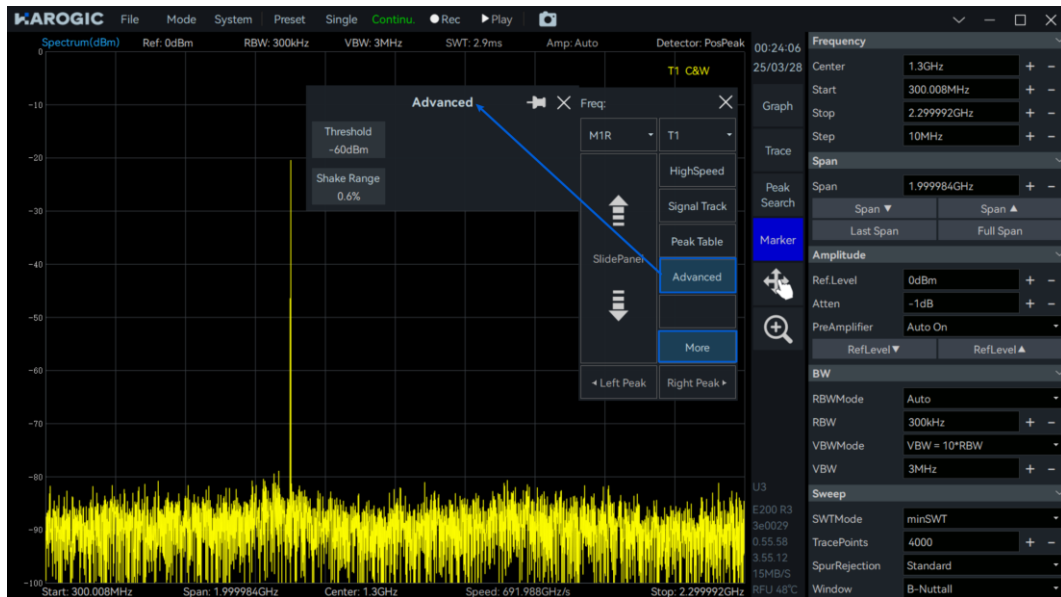 HAROGIC File Mode System Preset Single Continu. Rec Play
Spectrum(dBm) Ref: 0dBm RBW: 300kHz VBW: 3MHz SWT: 2.9ms Amp: Auto Detector: PosPeak
T1 C&W
0
-10
-20
-30
-40
-50
-60
-70
-80
-90
-100
Start: 300.008MHz Span: 1.999984GHz Center: 1.3GHz Speed: 691.988GHz/s Stop: 2.299992GHz
Advanced
Threshold
-60dBm
Shake Range
0.6%
Freq:
M1R T1
HighSpeed
Signal Track
Peak Table
SlidePanel
Advanced
More
Left Peak Right Peak
00:24:06
25/03/28
Graph
Trace
Peak
Search
Marker
U3
E200 R3
3e0029
0.55.58
3.55.12
15MB/S
RFU 48°C
Frequency
Center 1.3GHz + -
Start 300.008MHz + -
Stop 2.299992GHz + -
Step 10MHz + -
Span
Span 1.999984GHz + -
Span ▼ Span ▲
Last Span Full Span
Amplitude
Ref.Level 0dBm + -
Atten -1dB + -
PreAmplifier Auto On
RefLevel▼ RefLevel▲
BW
RBWMode Auto
RBW 300kHz + -
VBWMode VBW = 10*RBW
VBW 3MHz + -
Sweep
SWTMode minSWT
TracePoints 4000 + -
SpurRejection Standard
Window B-Nuttall